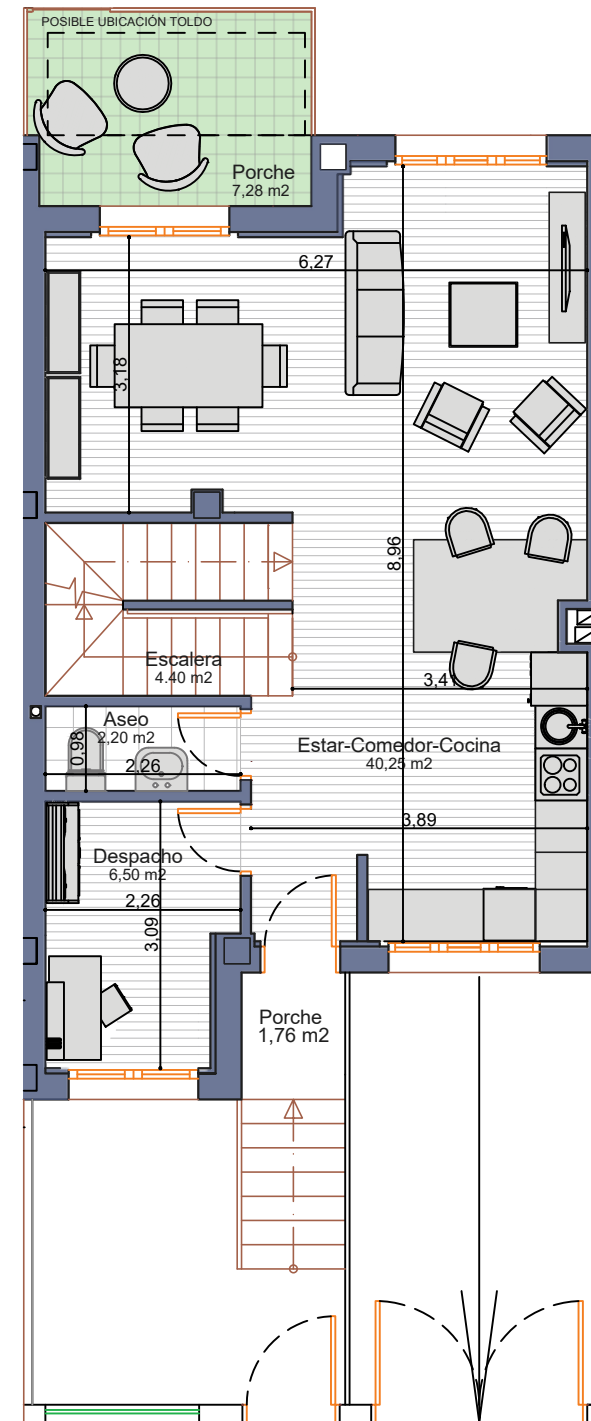 POSIBLE UBICACIÓN TOLDO
Porche
7,28 m2
6,27
3,18
8,96
Escalera
4.40 m2
3,41
Aseo
2,20 m2
0,98
2,26
Estar-Comedor-Cocina
40,25 m2
3,89
Despacho
6,50 m2
2,26
3,09
Porche
1,76 m2